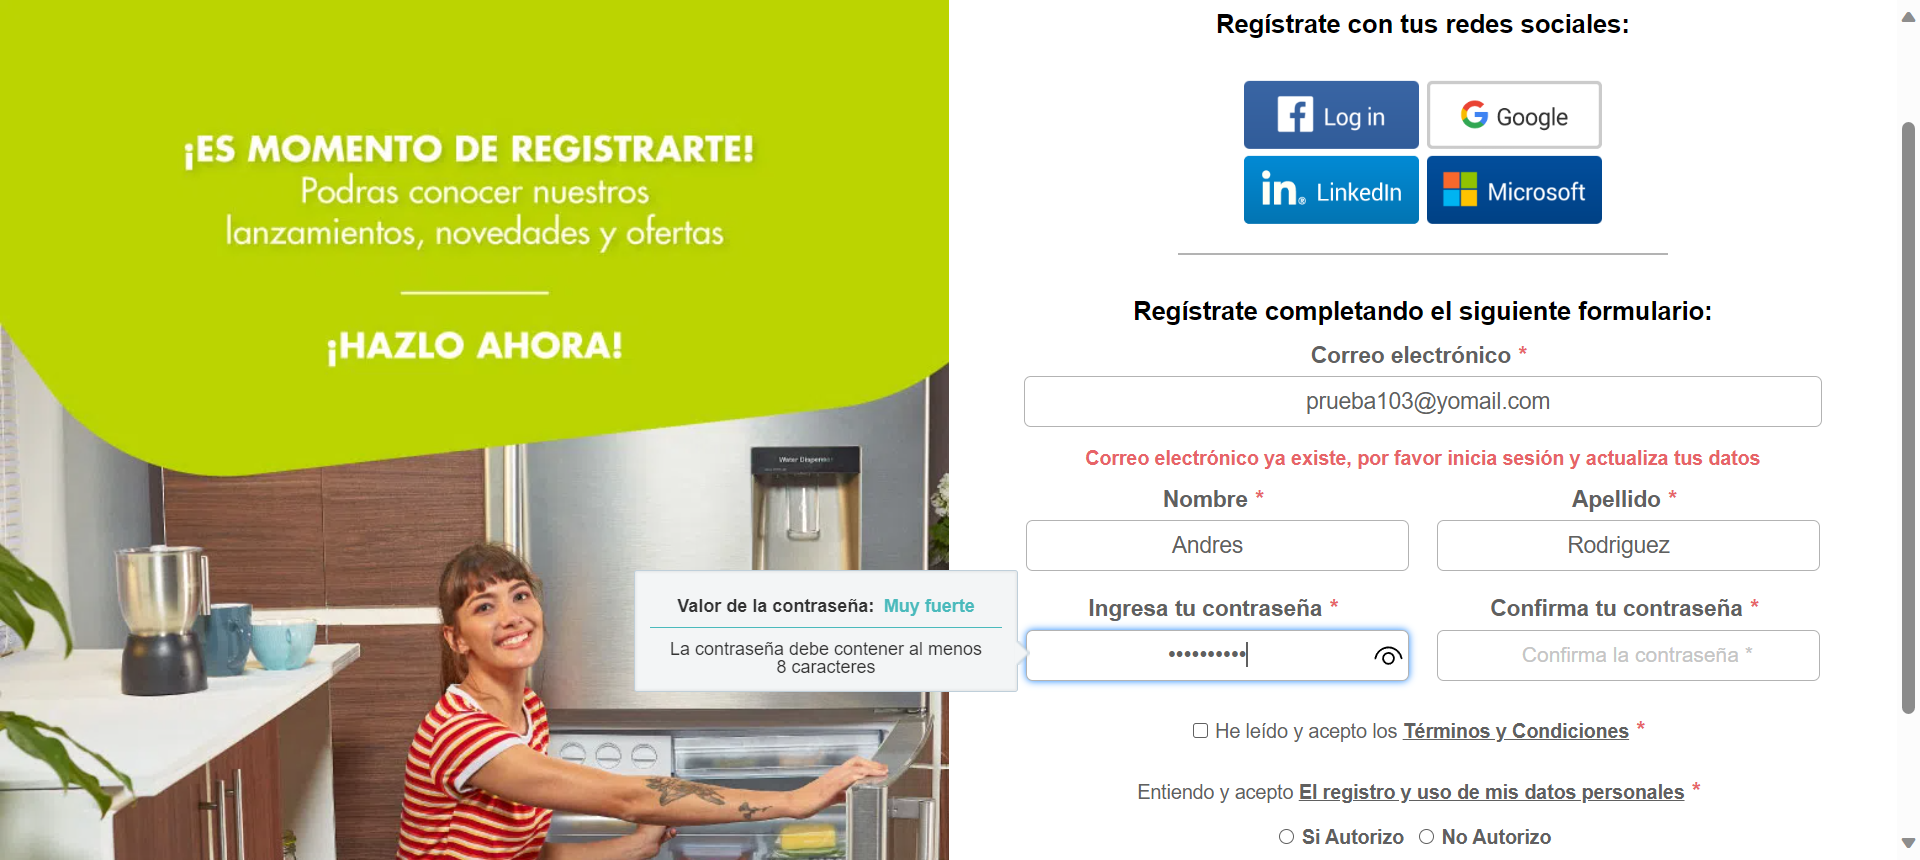 ¡ES MOMENTO DE REGISTRARTE!
Podras conocer nuestros
lanzamientos, novedades y ofertas
¡HAZLO AHORA!
Water Dispenser
Regístrate con tus redes sociales:
Log in
Google
in® LinkedIn
Microsoft
Regístrate completando el siguiente formulario:
Correo electrónico *
prueba103@yomail.com
Correo electrónico ya existe, por favor inicia sesión y actualiza tus datos
Nombre *
Apellido *
Andres
Rodriguez
Valor de la contraseña: Muy fuerte
La contraseña debe contener al menos
8 caracteres
Ingresa tu contraseña *
Confirma tu contraseña *
••••••••••
Confirma la contraseña *
He leído y acepto los Términos y Condiciones *
Entiendo y acepto El registro y uso de mis datos personales *
Si Autorizo
No Autorizo